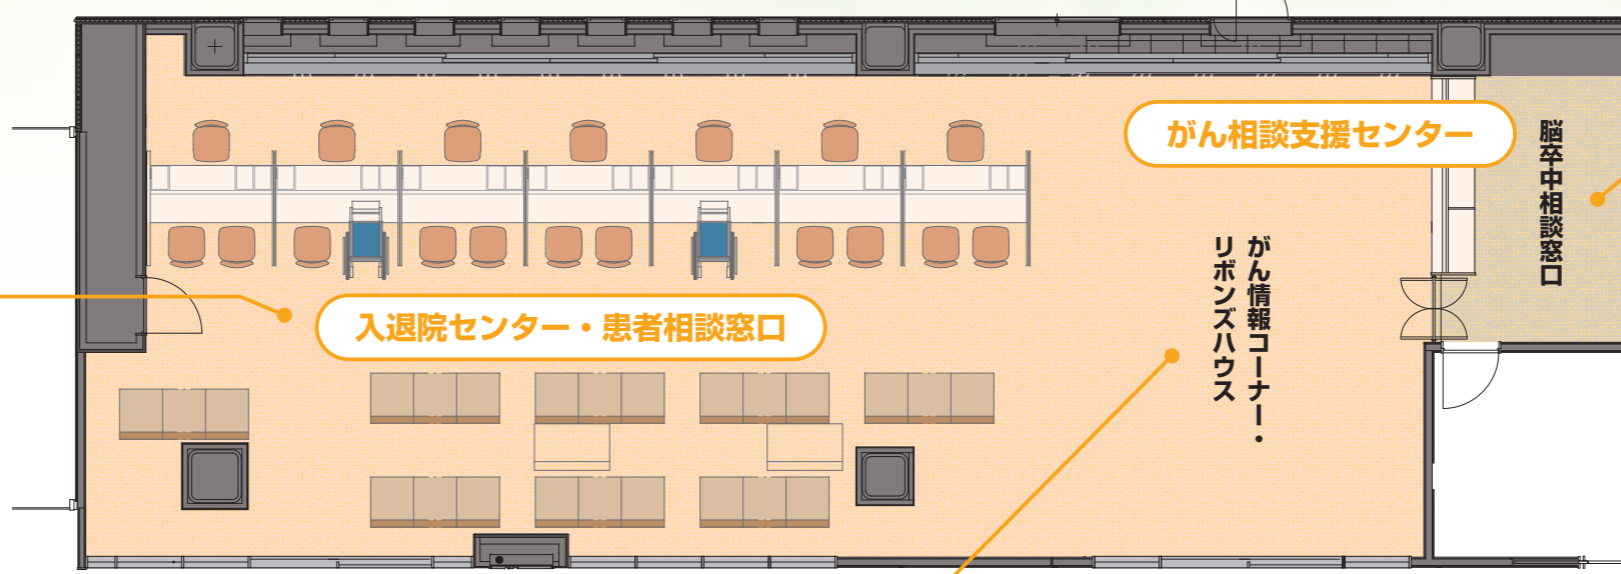 がん相談支援センター
脳卒中相談窓口
がん情報コーナー・
リボンズハウス
入退院センター・患者相談窓口